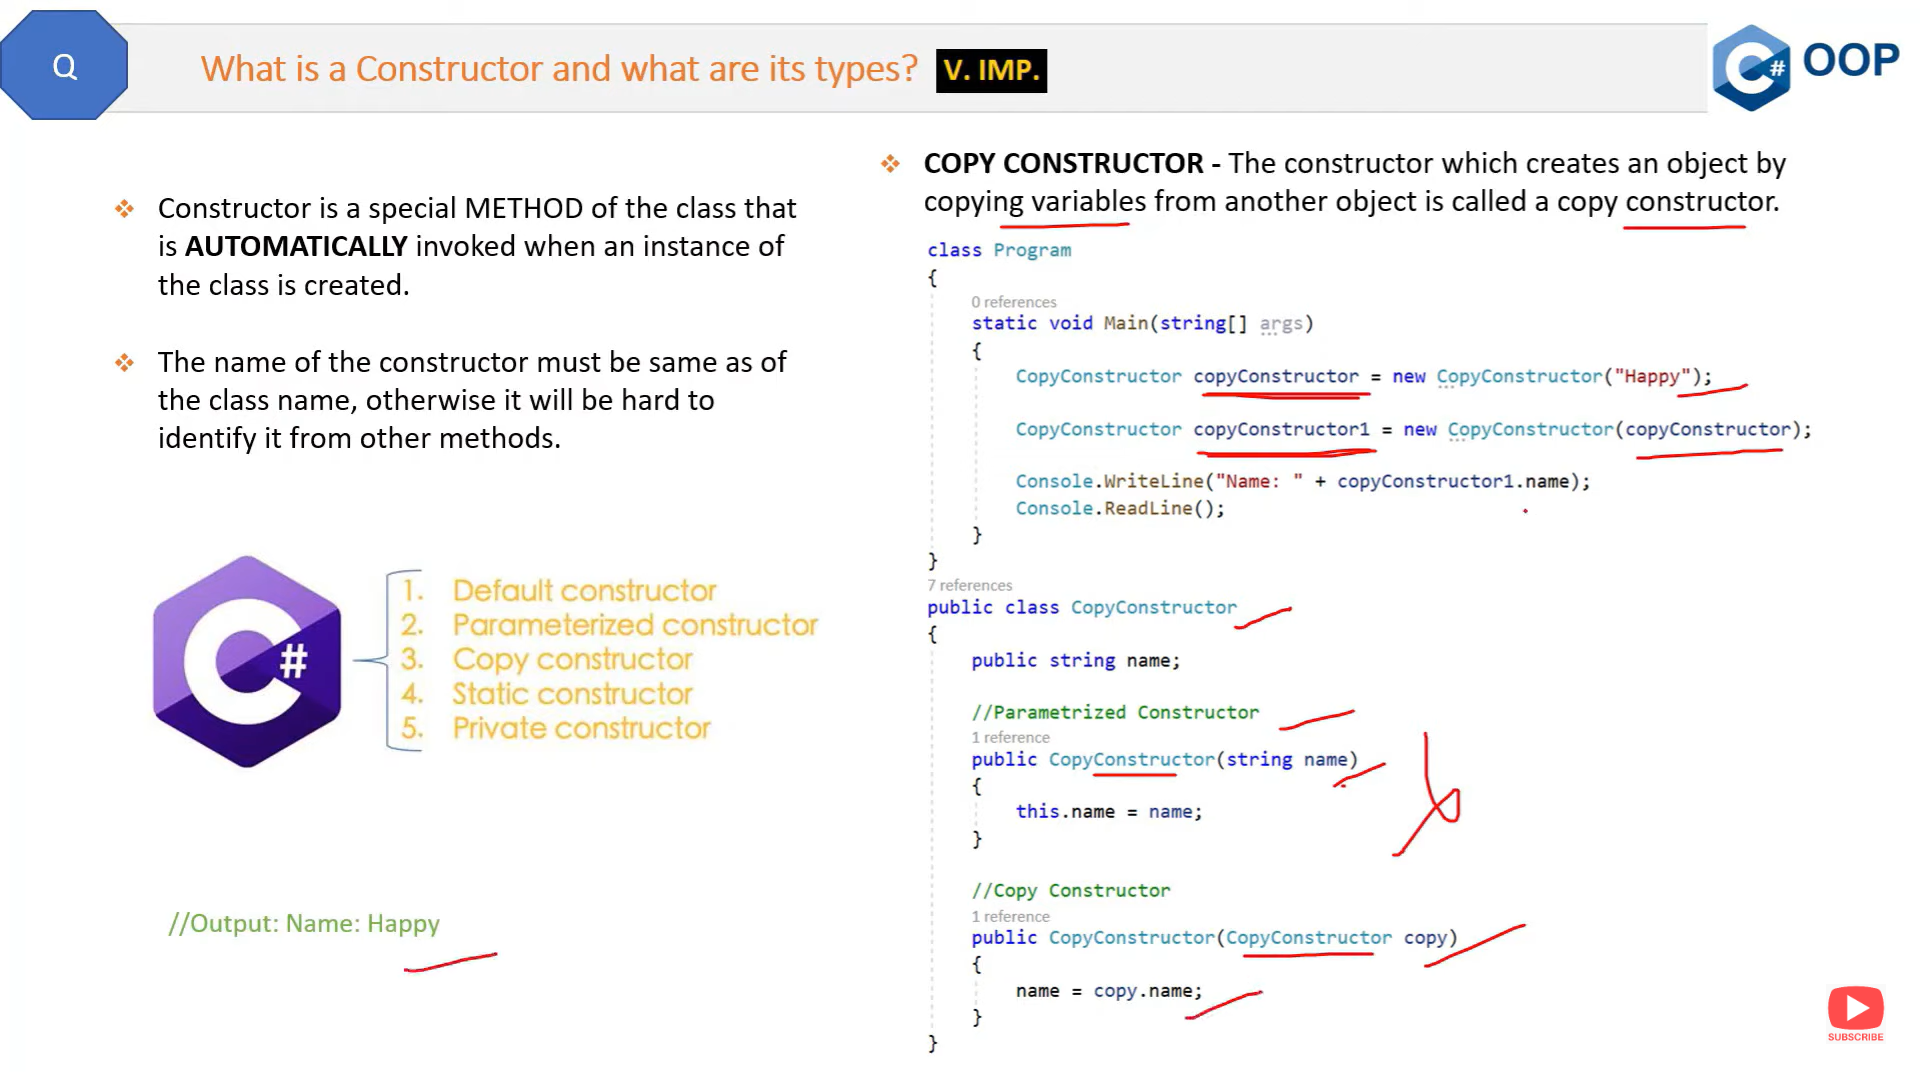 Q
What is a Constructor and what are its types?
V. IMP.
C#
OOP
❖ Constructor is a special METHOD of the class that
is AUTOMATICALLY invoked when an instance of
the class is created.
❖ The name of the constructor must be same as of
the class name, otherwise it will be hard to
identify it from other methods.
C#
1. Default constructor
2. Parameterized constructor
3. Copy constructor
4. Static constructor
5. Private constructor
//Output: Name: Happy
❖ COPY CONSTRUCTOR - The constructor which creates an object by
copying variables from another object is called a copy constructor.
class Program
{
0 references
static void Main(string[] args)
{
CopyConstructor copyConstructor = new CopyConstructor("Happy");
CopyConstructor copyConstructor1 = new CopyConstructor(copyConstructor);
Console.WriteLine("Name: " + copyConstructor1.name);
Console.ReadLine();
}
}
7 references
public class CopyConstructor
{
public string name;
//Parametrized Constructor
1 reference
public CopyConstructor(string name)
{
this.name = name;
}
//Copy Constructor
1 reference
public CopyConstructor(CopyConstructor copy)
{
name = copy.name;
}
}
SUBSCRIBE